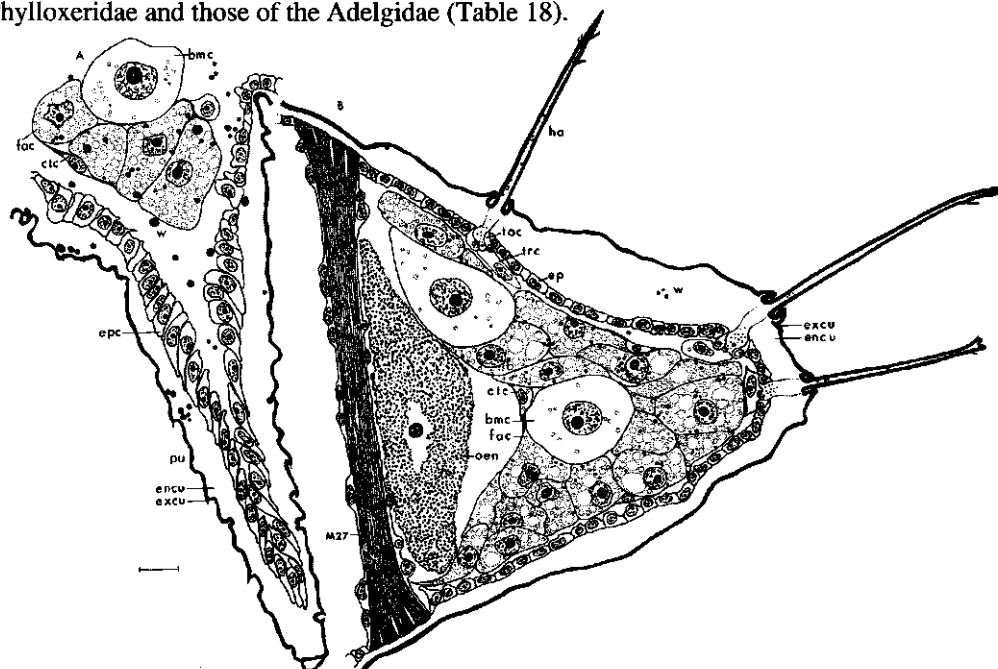 hylloxeridae and those of the Adelgidae (Table 18).
A
bmc
fac
ctc
w
epc
pu
encu
excu
B
ha
toc
trc
ep
w
excu
encu
ctc
bmc
fac
oen
M27